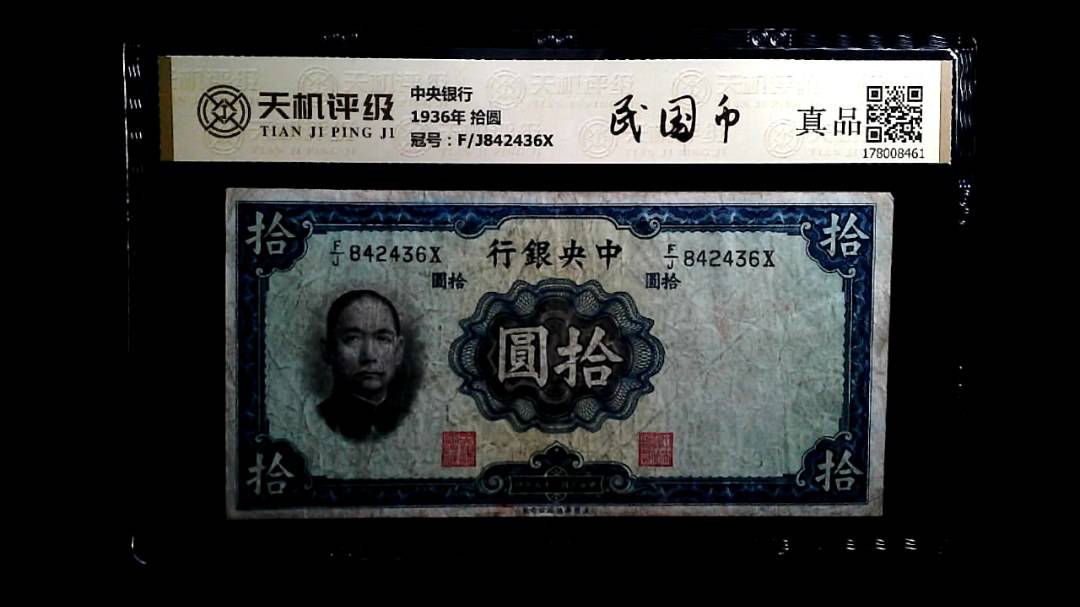 天机评级
TIAN JI PING JI
中央银行
1936年 拾圆
冠号：F/J842436X
民国币
真品
178008461
拾
拾
F/J 842436X
行銀央中
F/J 842436X
圓拾
圓拾
圓拾
拾
拾